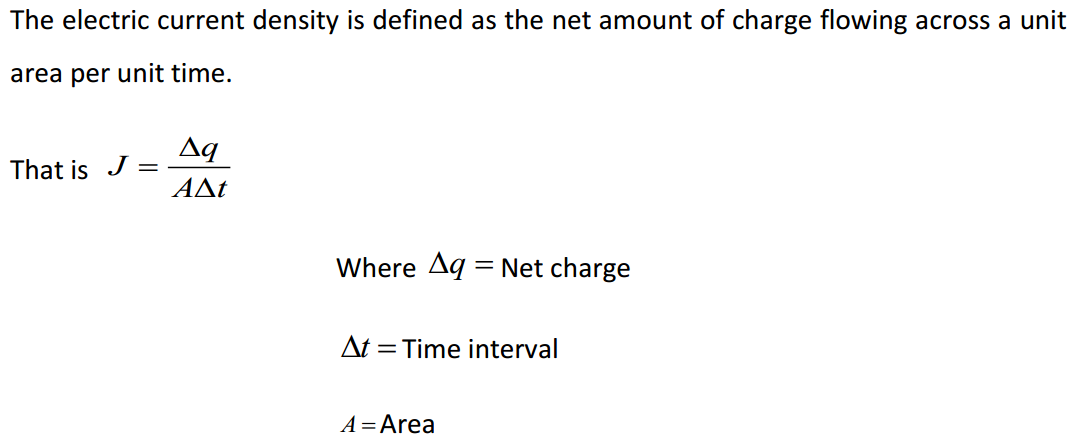 The electric current density is defined as the net amount of charge flowing across a unit
area per unit time.
That is J = Δq / AΔt
Where Δq = Net charge
Δt = Time interval
A = Area